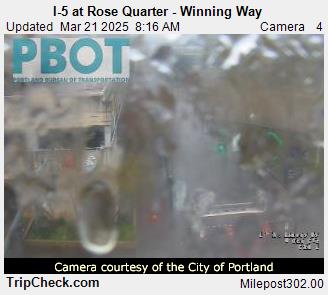 I-5 at Rose Quarter - Winning Way
Updated Mar 21 2025 8:16 AM Camera 4
PBOT
PORTLAND BUREAU OF TRANSPORTATION
Camera courtesy of the City of Portland
TripCheck.com Milepost302.00